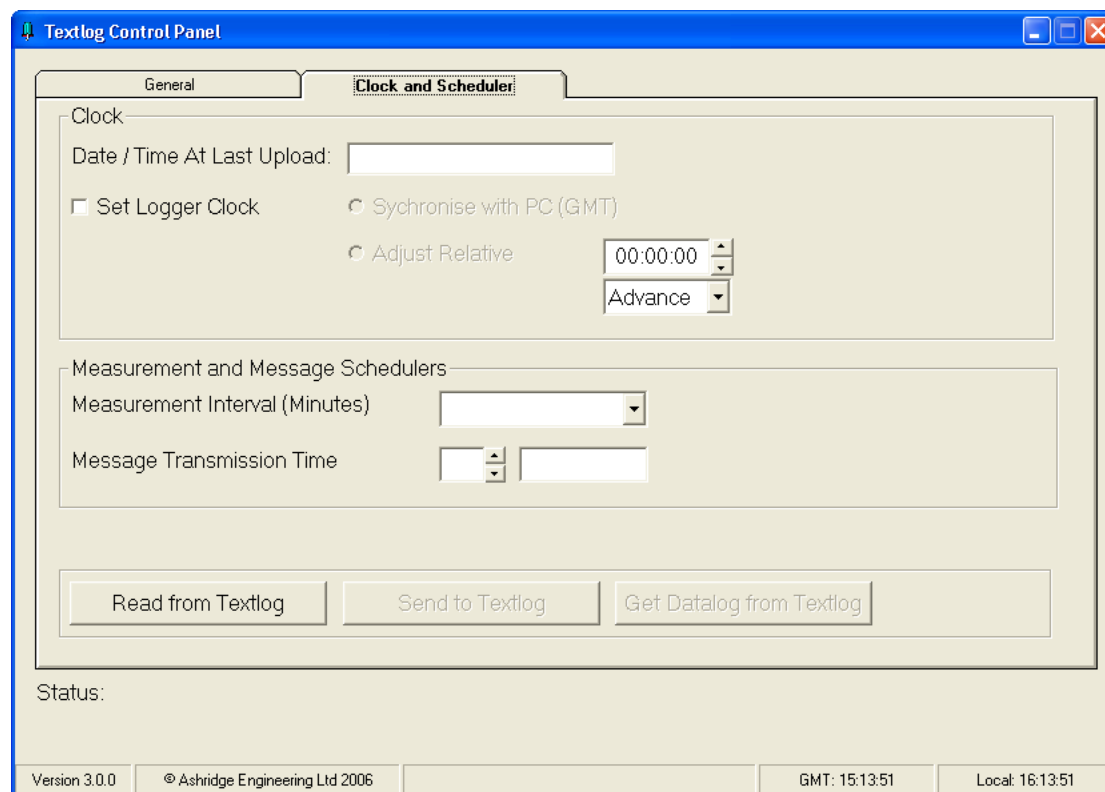 Textlog Control Panel
General
Clock and Scheduler
Clock
Date / Time At Last Upload:
Set Logger Clock
Sychronise with PC (GMT)
Adjust Relative
00:00:00
Advance
Measurement and Message Schedulers
Measurement Interval (Minutes)
Message Transmission Time
Read from Textlog
Send to Textlog
Get Datalog from Textlog
Status:
Version 3.0.0
© Ashridge Engineering Ltd 2006
GMT: 15:13:51
Local: 16:13:51